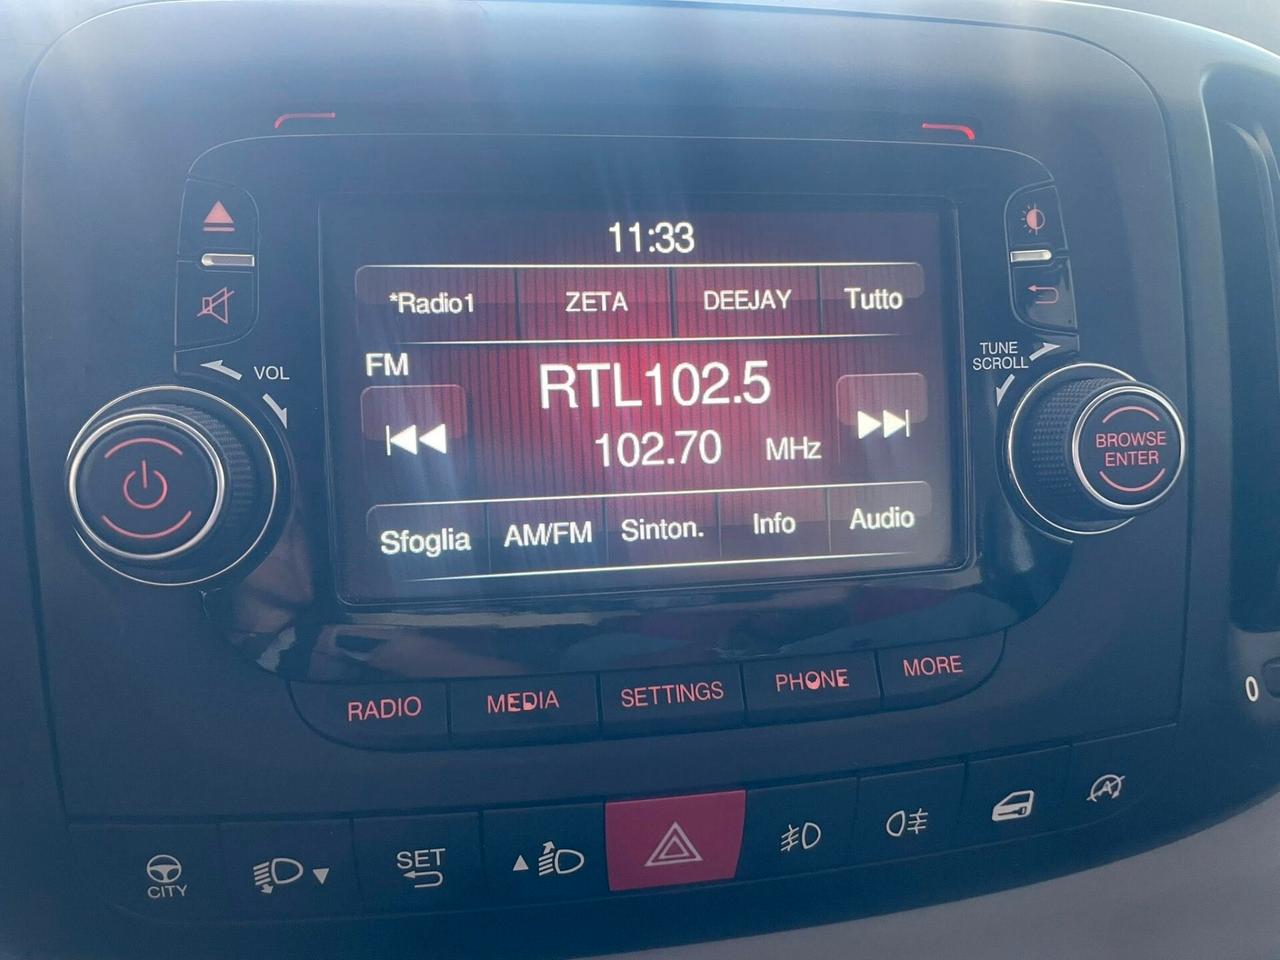 11:33
*Radio1 ZETA DEEJAY Tutto
FM
RTL102.5
102.70 MHz
Sfoglia AM/FM Sinton. Info Audio
VOL
TUNE
SCROLL
BROWSE
ENTER
RADIO MEDIA SETTINGS PHONE MORE
0
CITY
SET
A